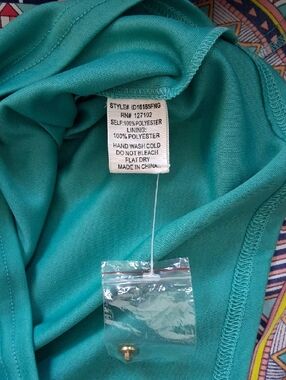 STYLE# ID16185FNG
RN# 127102
SELF:100%POLYESTER
LINING:
100%POLYESTER
HAND WASH COLD
DO NOT BLEACH
FLAT DRY
MADE IN CHINA